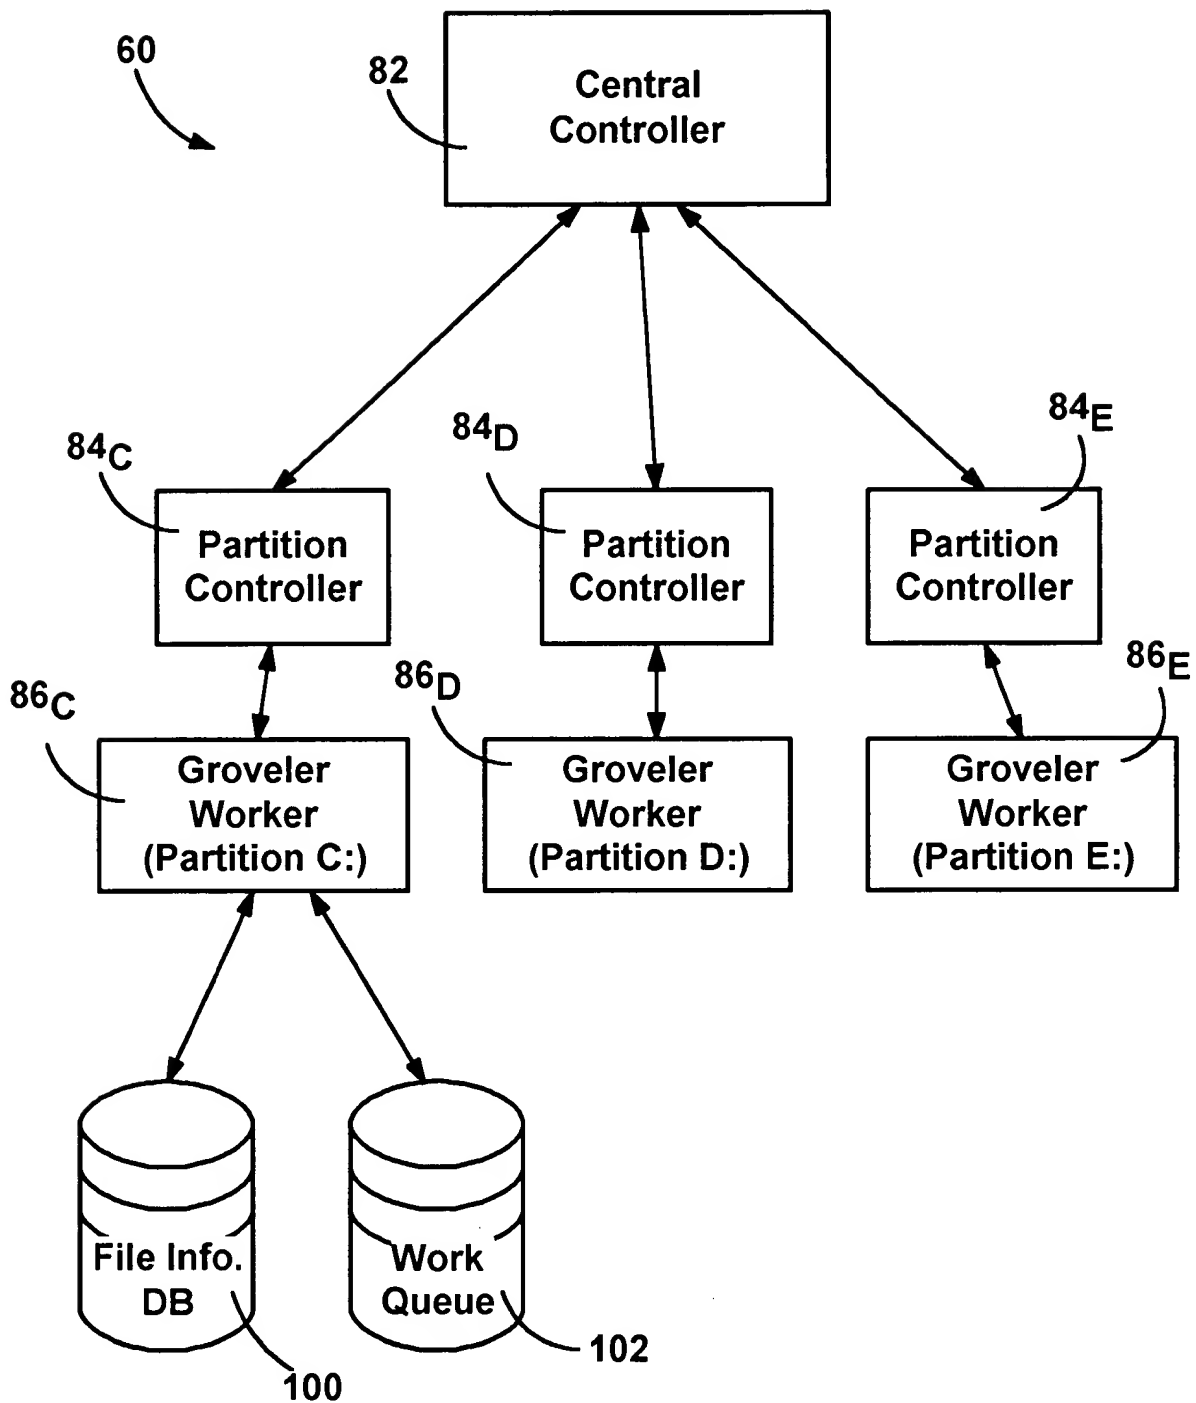 60
82
Central
Controller
84C
84D
84E
Partition
Controller
Partition
Controller
Partition
Controller
86C
86D
86E
Groveler
Worker
(Partition C:)
Groveler
Worker
(Partition D:)
Groveler
Worker
(Partition E:)
File Info.
DB
Work
Queue
100
102